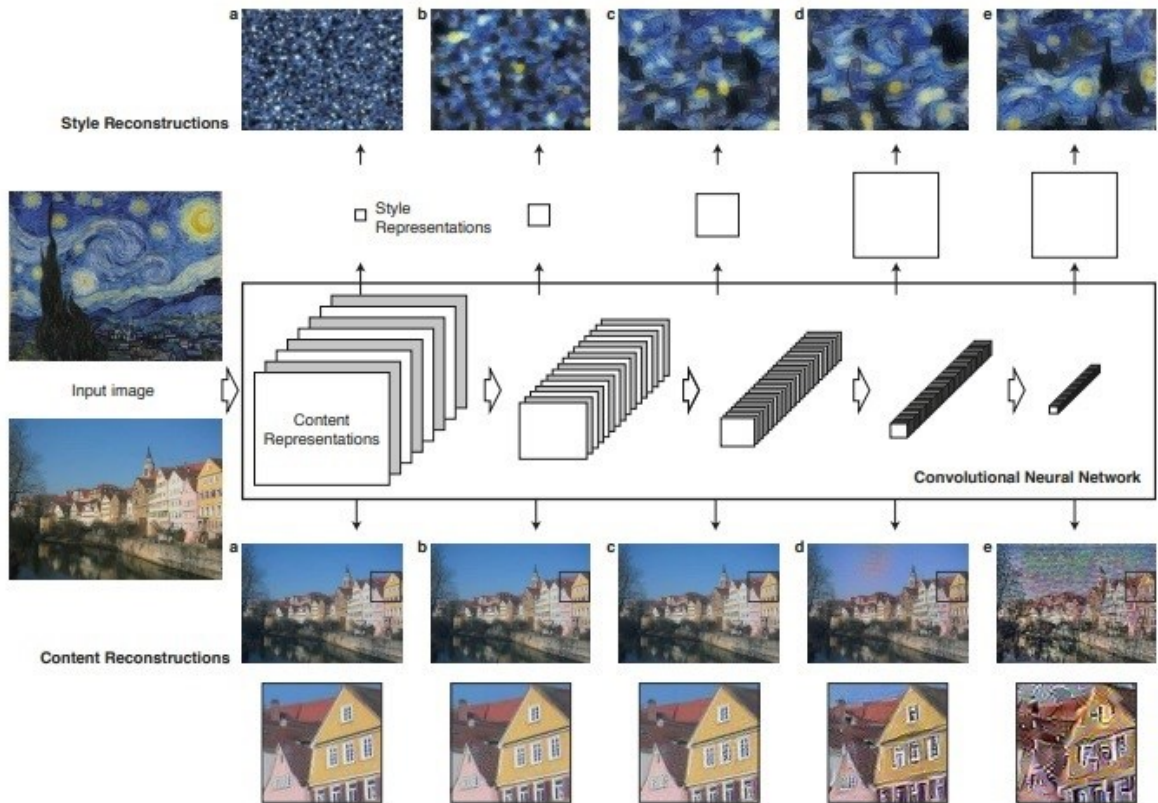 a
b
c
d
e
Style Reconstructions
Style
Representations
Input image
Content
Representations
Convolutional Neural Network
a
b
c
d
e
Content Reconstructions